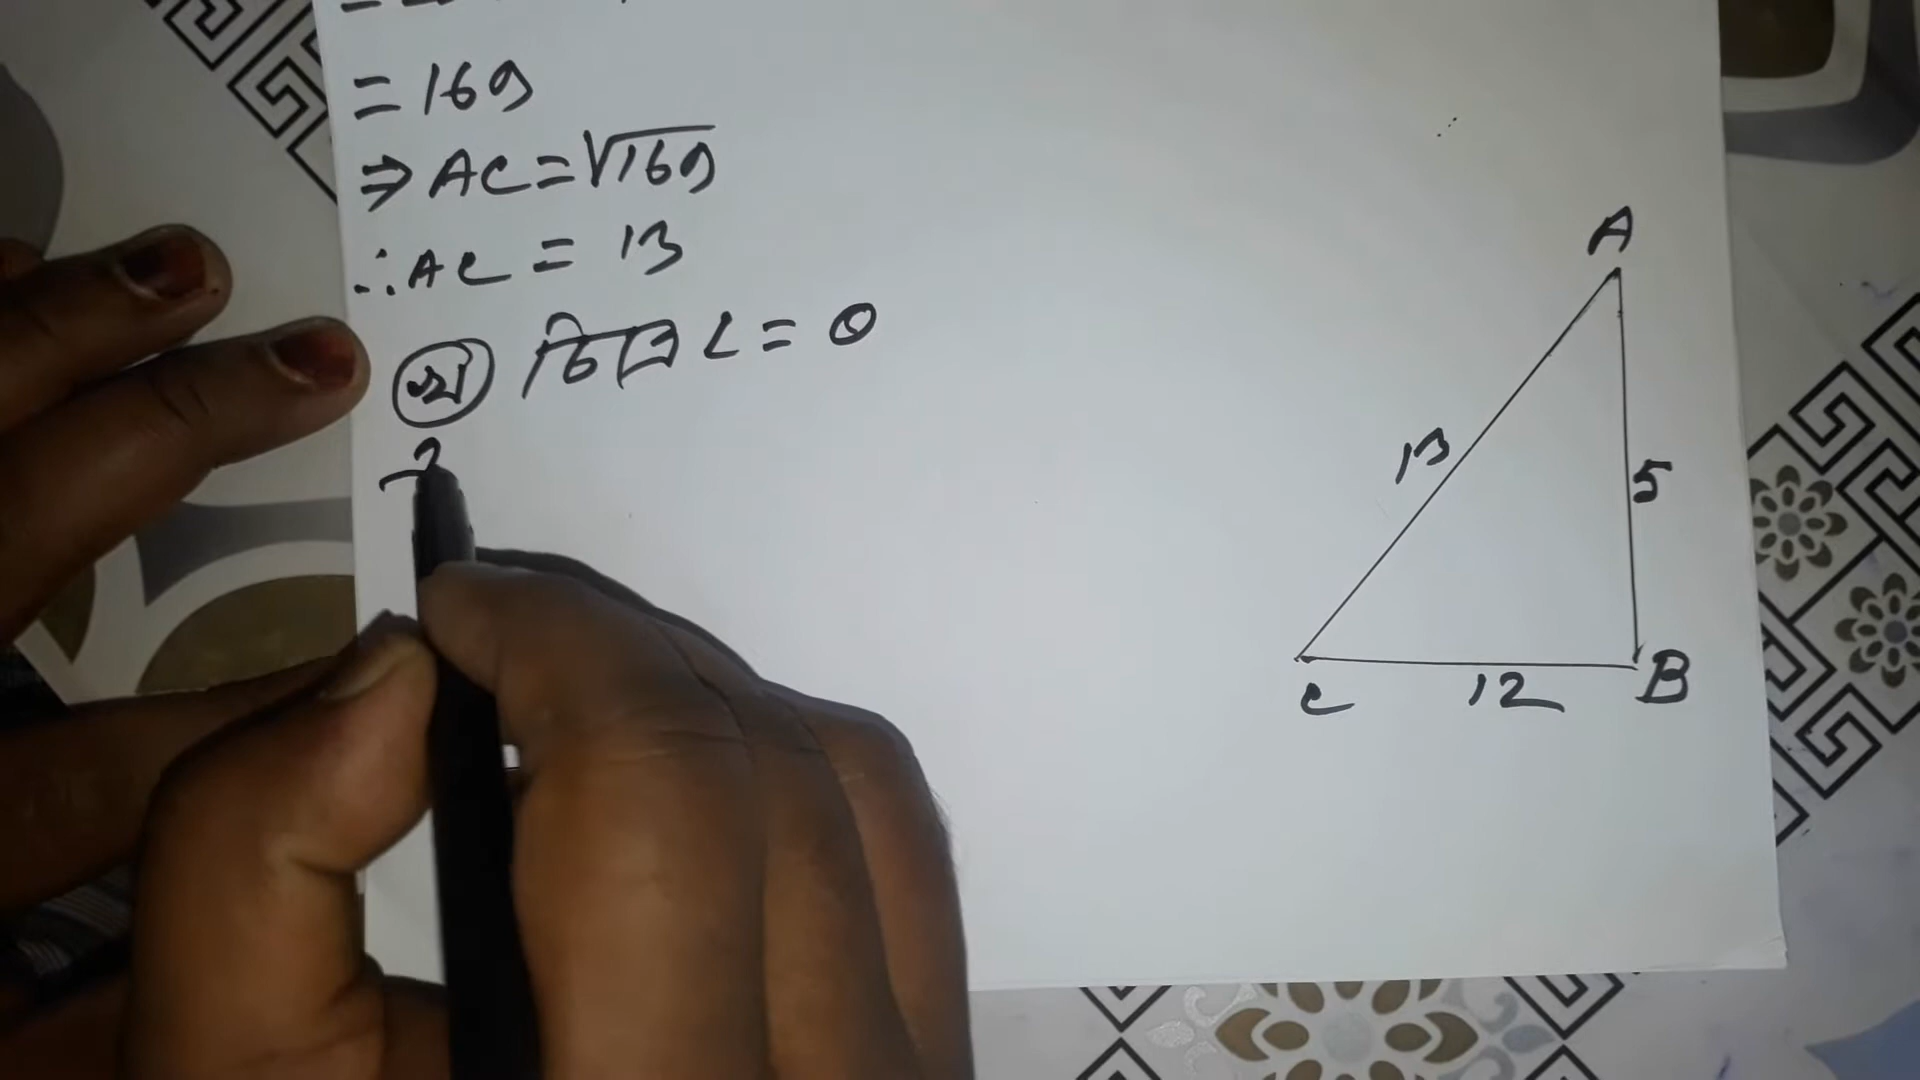 = 169
⇒ AC = √169
∴ AC = 13
খ চিত্রে ∠ = θ
A
13
5
C
12
B